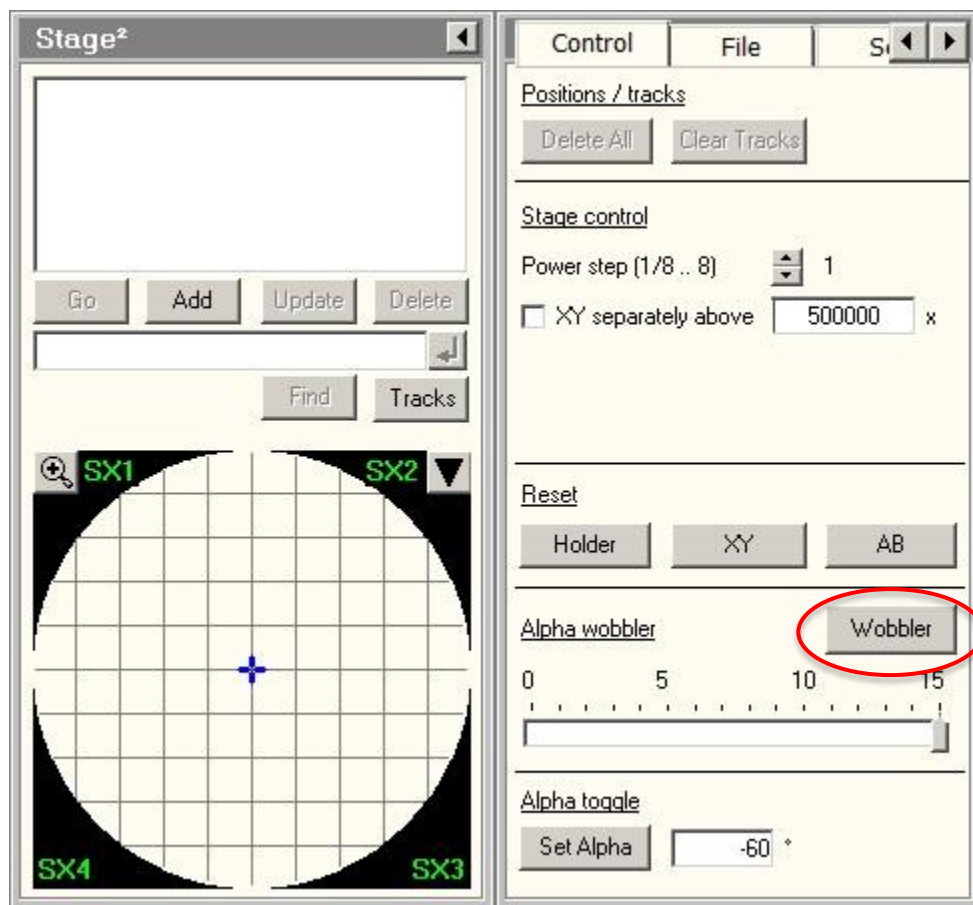 Stage²
Go Add Update Delete
Find Tracks
SX1 SX2
SX4 SX3
Control File
Positions / tracks
Delete All Clear Tracks
Stage control
Power step (1/8 .. 8) 1
XY separately above 500000 x
Reset
Holder XY AB
Alpha wobbler Wobbler
0 5 10 15
Alpha toggle
Set Alpha -60 °